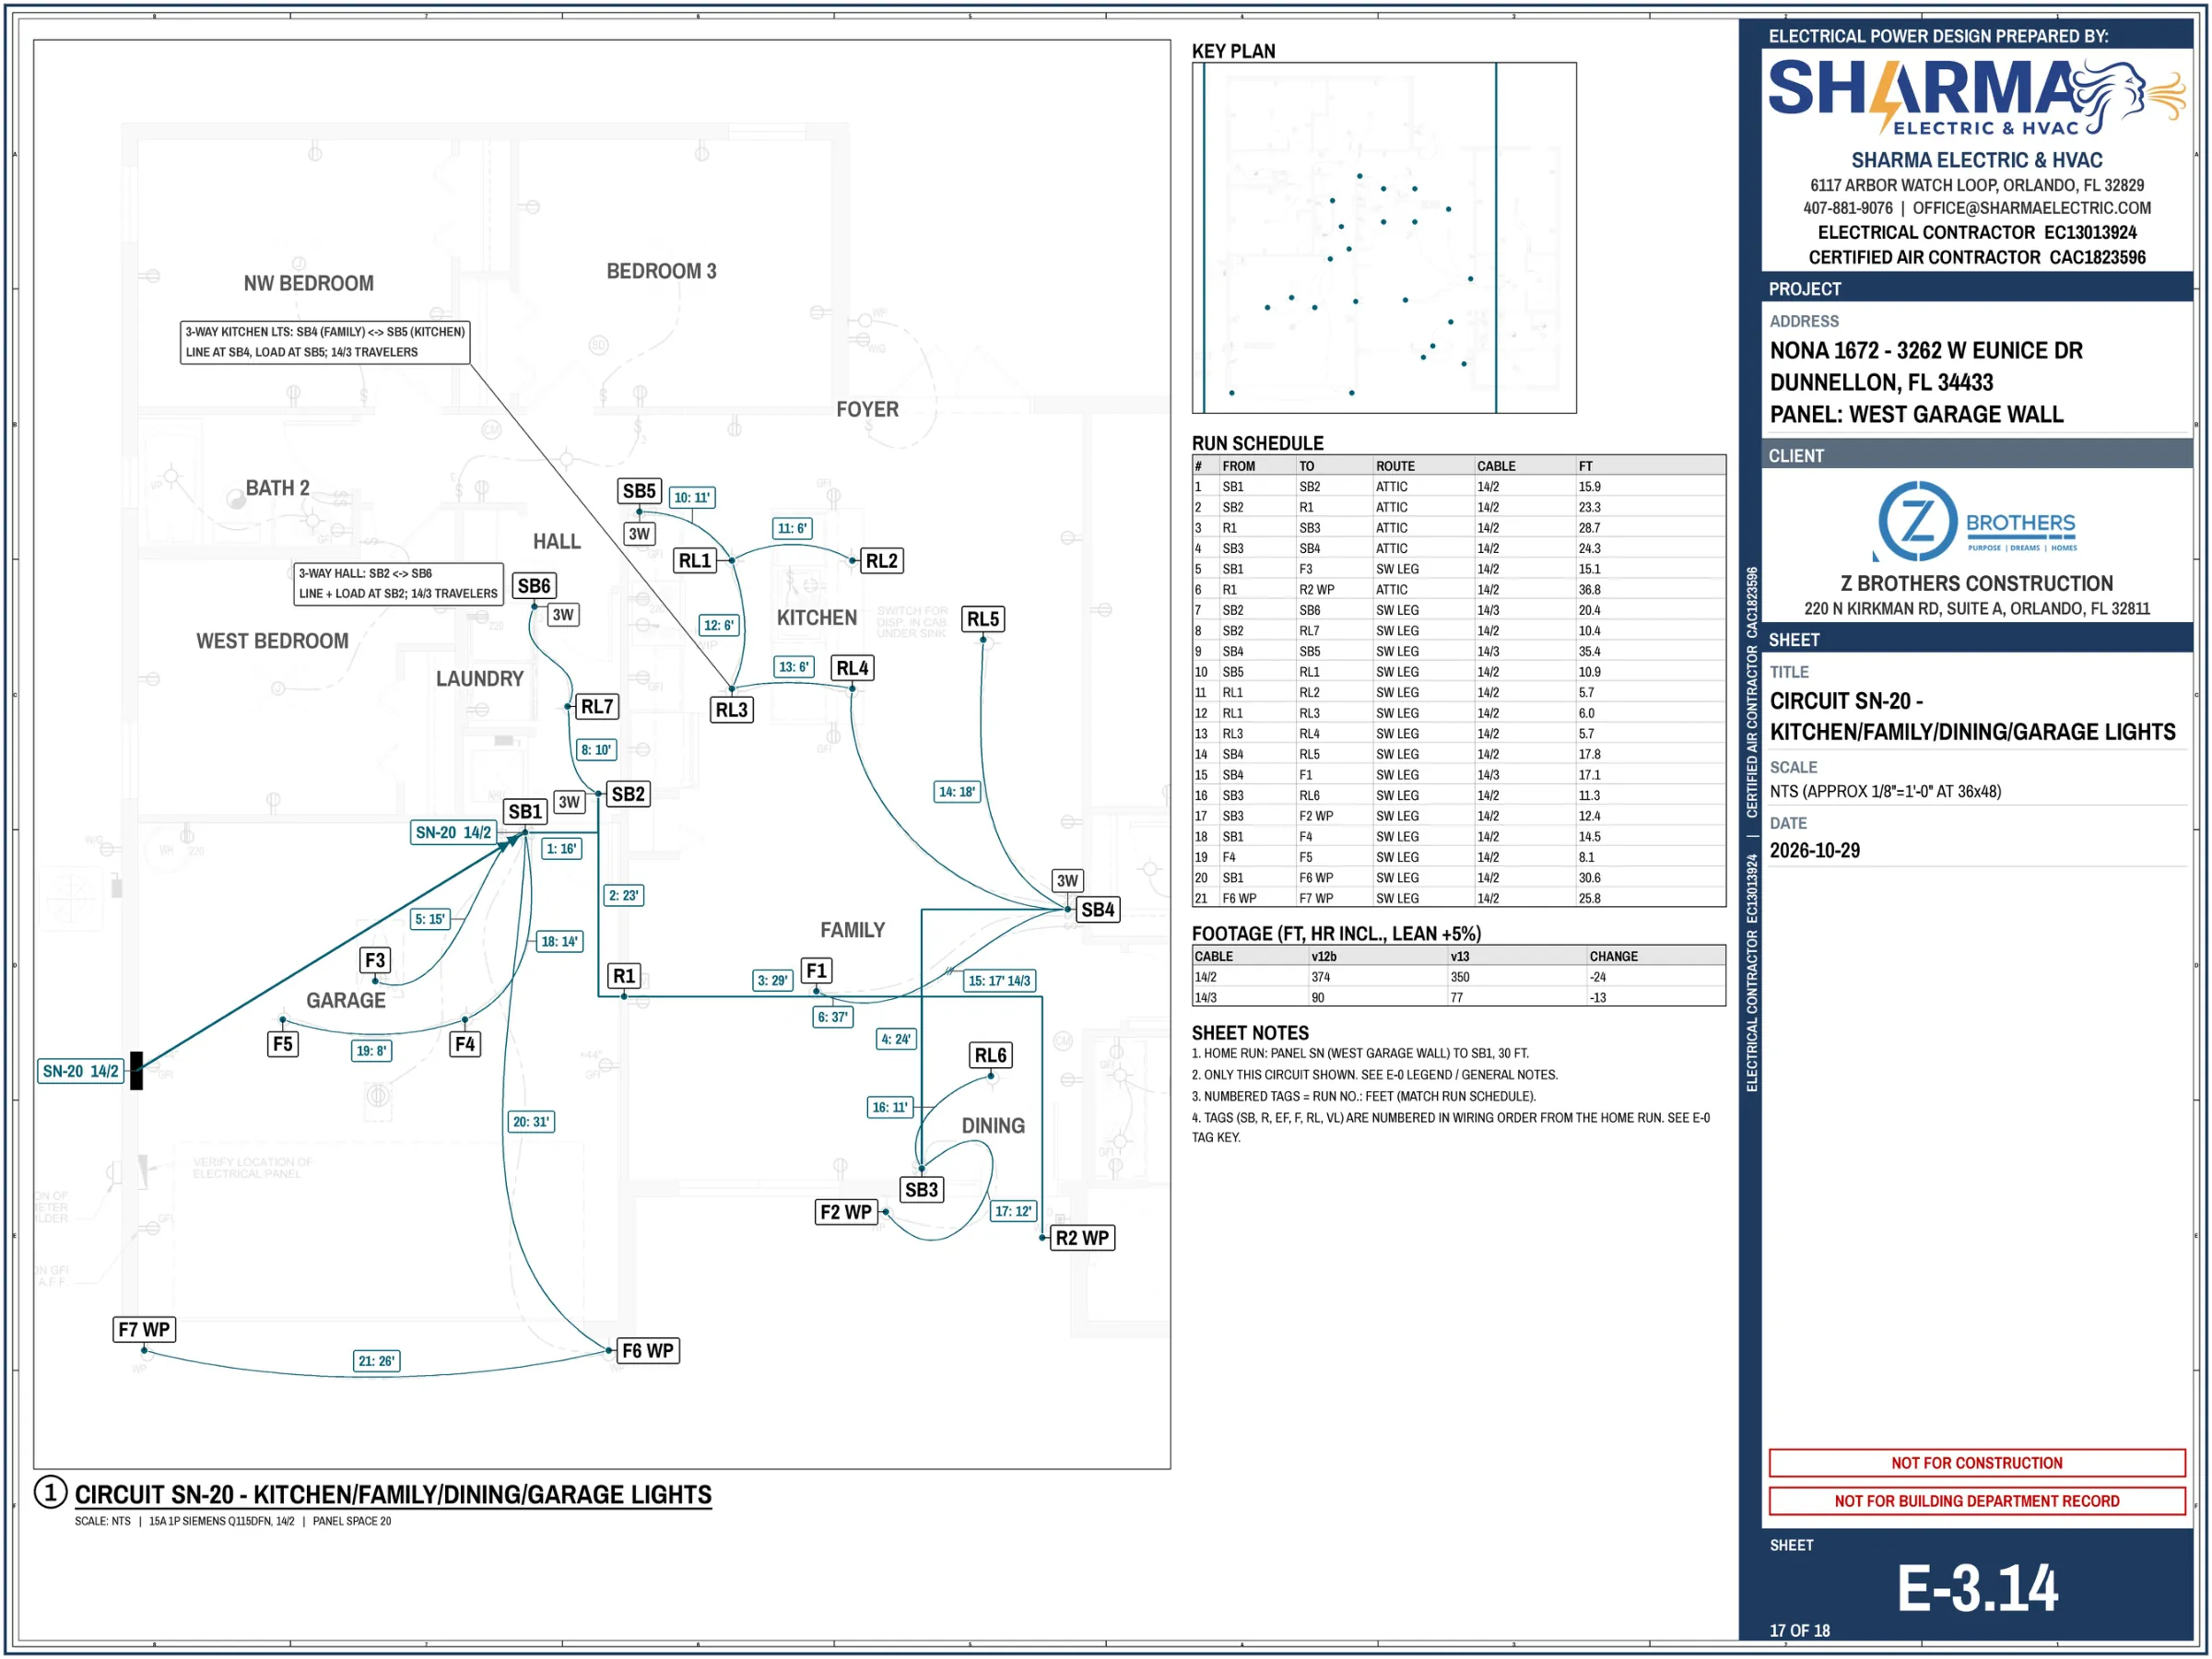 NW BEDROOM
BEDROOM 3
3-WAY KITCHEN LTS: SB4 (FAMILY) <-> SB5 (KITCHEN)
LINE AT SB4, LOAD AT SB5; 14/3 TRAVELERS
FOYER
BATH 2
SB5
10: 11'
3W
11: 6'
HALL
RL1
RL2
3-WAY HALL: SB2 <-> SB6
LINE + LOAD AT SB2; 14/3 TRAVELERS
SB6
3W
12: 6'
KITCHEN
SWITCH FOR
DISP. IN CAB
UNDER SINK
RL5
WEST BEDROOM
LAUNDRY
13: 6'
RL4
RL7
RL3
8: 10'
14: 18'
SB1
3W
SB2
SN-20 14/2
1: 16'
3W
SB4
2: 23'
5: 15'
FAMILY
18: 14'
F3
R1
3: 29'
F1
15: 17' 14/3
GARAGE
6: 37'
F5
19: 8'
F4
4: 24'
RL6
SN-20 14/2
16: 11'
20: 31'
DINING
VERIFY LOCATION OF
ELECTRICAL PANEL
SB3
F2 WP
17: 12'
R2 WP
F7 WP
F6 WP
21: 26'
1
CIRCUIT SN-20 - KITCHEN/FAMILY/DINING/GARAGE LIGHTS
SCALE: NTS | 15A 1P SIEMENS Q115DFN, 14/2 | PANEL SPACE 20
KEY PLAN
RUN SCHEDULE
# FROM TO ROUTE CABLE FT
1 SB1 SB2 ATTIC 14/2 15.9
2 SB2 R1 ATTIC 14/2 23.3
3 R1 SB3 ATTIC 14/2 28.7
4 SB3 SB4 ATTIC 14/2 24.3
5 SB1 F3 SW LEG 14/2 15.1
6 R1 R2 WP ATTIC 14/2 36.8
7 SB2 SB6 SW LEG 14/3 20.4
8 SB2 RL7 SW LEG 14/2 10.4
9 SB4 SB5 SW LEG 14/3 35.4
10 SB5 RL1 SW LEG 14/2 10.9
11 RL1 RL2 SW LEG 14/2 5.7
12 RL1 RL3 SW LEG 14/2 6.0
13 RL3 RL4 SW LEG 14/2 5.7
14 SB4 RL5 SW LEG 14/2 17.8
15 SB4 F1 SW LEG 14/3 17.1
16 SB3 RL6 SW LEG 14/2 11.3
17 SB3 F2 WP SW LEG 14/2 12.4
18 SB1 F4 SW LEG 14/2 14.5
19 F4 F5 SW LEG 14/2 8.1
20 SB1 F6 WP SW LEG 14/2 30.6
21 F6 WP F7 WP SW LEG 14/2 25.8
FOOTAGE (FT, HR INCL., LEAN +5%)
CABLE v12b v13 CHANGE
14/2 374 350 -24
14/3 90 77 -13
SHEET NOTES
1. HOME RUN: PANEL SN (WEST GARAGE WALL) TO SB1, 30 FT.
2. ONLY THIS CIRCUIT SHOWN. SEE E-0 LEGEND / GENERAL NOTES.
3. NUMBERED TAGS = RUN NO.: FEET (MATCH RUN SCHEDULE).
4. TAGS (SB, R, EF, F, RL, VL) ARE NUMBERED IN WIRING ORDER FROM THE HOME RUN. SEE E-0
TAG KEY.
ELECTRICAL CONTRACTOR EC13013924 | CERTIFIED AIR CONTRACTOR CAC1823596
ELECTRICAL POWER DESIGN PREPARED BY:
SHARMA
ELECTRIC & HVAC
SHARMA ELECTRIC & HVAC
6117 ARBOR WATCH LOOP, ORLANDO, FL 32829
407-881-9076 | OFFICE@SHARMAELECTRIC.COM
ELECTRICAL CONTRACTOR EC13013924
CERTIFIED AIR CONTRACTOR CAC1823596
PROJECT
ADDRESS
NONA 1672 - 3262 W EUNICE DR
DUNNELLON, FL 34433
PANEL: WEST GARAGE WALL
CLIENT
Z BROTHERS
PURPOSE | DREAMS | HOMES
Z BROTHERS CONSTRUCTION
220 N KIRKMAN RD, SUITE A, ORLANDO, FL 32811
SHEET
TITLE
CIRCUIT SN-20 -
KITCHEN/FAMILY/DINING/GARAGE LIGHTS
SCALE
NTS (APPROX 1/8"=1'-0" AT 36x48)
DATE
2026-10-29
NOT FOR CONSTRUCTION
NOT FOR BUILDING DEPARTMENT RECORD
SHEET
E-3.14
17 OF 18